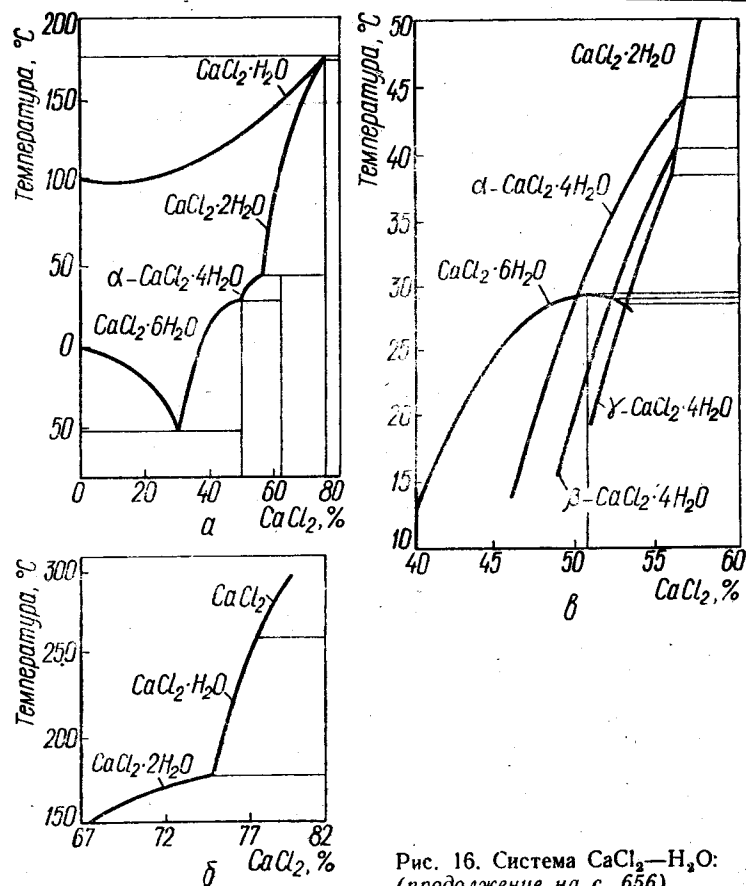 Температура, °C
200
150
100
50
0
50
CaCl₂·H₂O
CaCl₂·2H₂O
α-CaCl₂·4H₂O
CaCl₂·6H₂O
0 20 40 60 80
а CaCl₂, %
Температура, °C
50
45
40
35
30
25
20
15
10
CaCl₂·2H₂O
α-CaCl₂·4H₂O
CaCl₂·6H₂O
γ-CaCl₂·4H₂O
β-CaCl₂·4H₂O
40 45 50 55 60
CaCl₂, %
в
Температура, °C
300
250
200
150
CaCl₂
CaCl₂·H₂O
CaCl₂·2H₂O
67 72 77 82
б CaCl₂, %
Рис. 16. Система CaCl₂—H₂O:
(продолжение на с. 656)